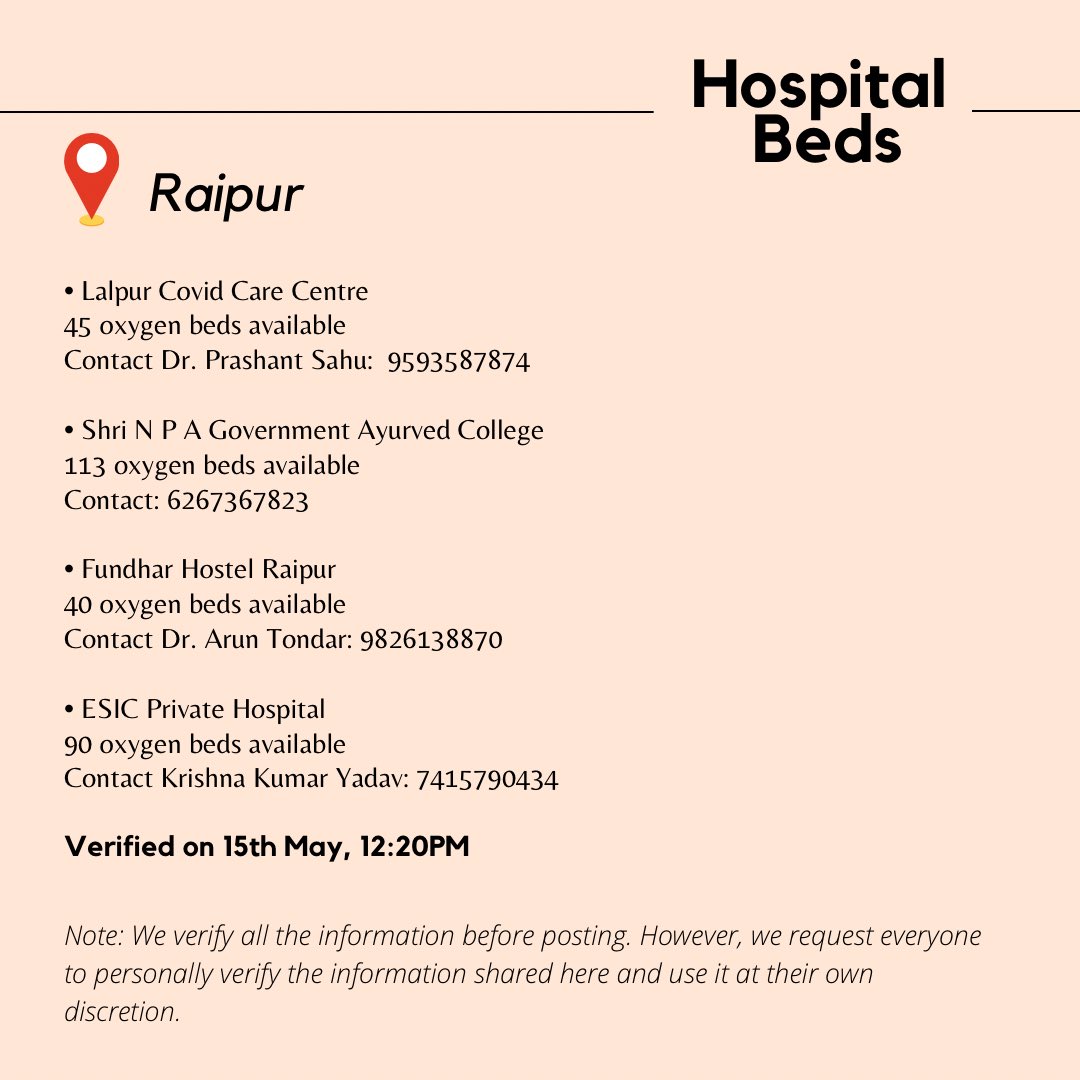 Hospital
Beds
Raipur
• Lalpur Covid Care Centre
45 oxygen beds available
Contact Dr. Prashant Sahu:  9593587874
• Shri N P A Government Ayurved College
113 oxygen beds available
Contact: 6267367823
• Fundhar Hostel Raipur
40 oxygen beds available
Contact Dr. Arun Tondar: 9826138870
• ESIC Private Hospital
90 oxygen beds available
Contact Krishna Kumar Yadav: 7415790434
Verified on 15th May, 12:20PM
Note: We verify all the information before posting. However, we request everyone
to personally verify the information shared here and use it at their own
discretion.